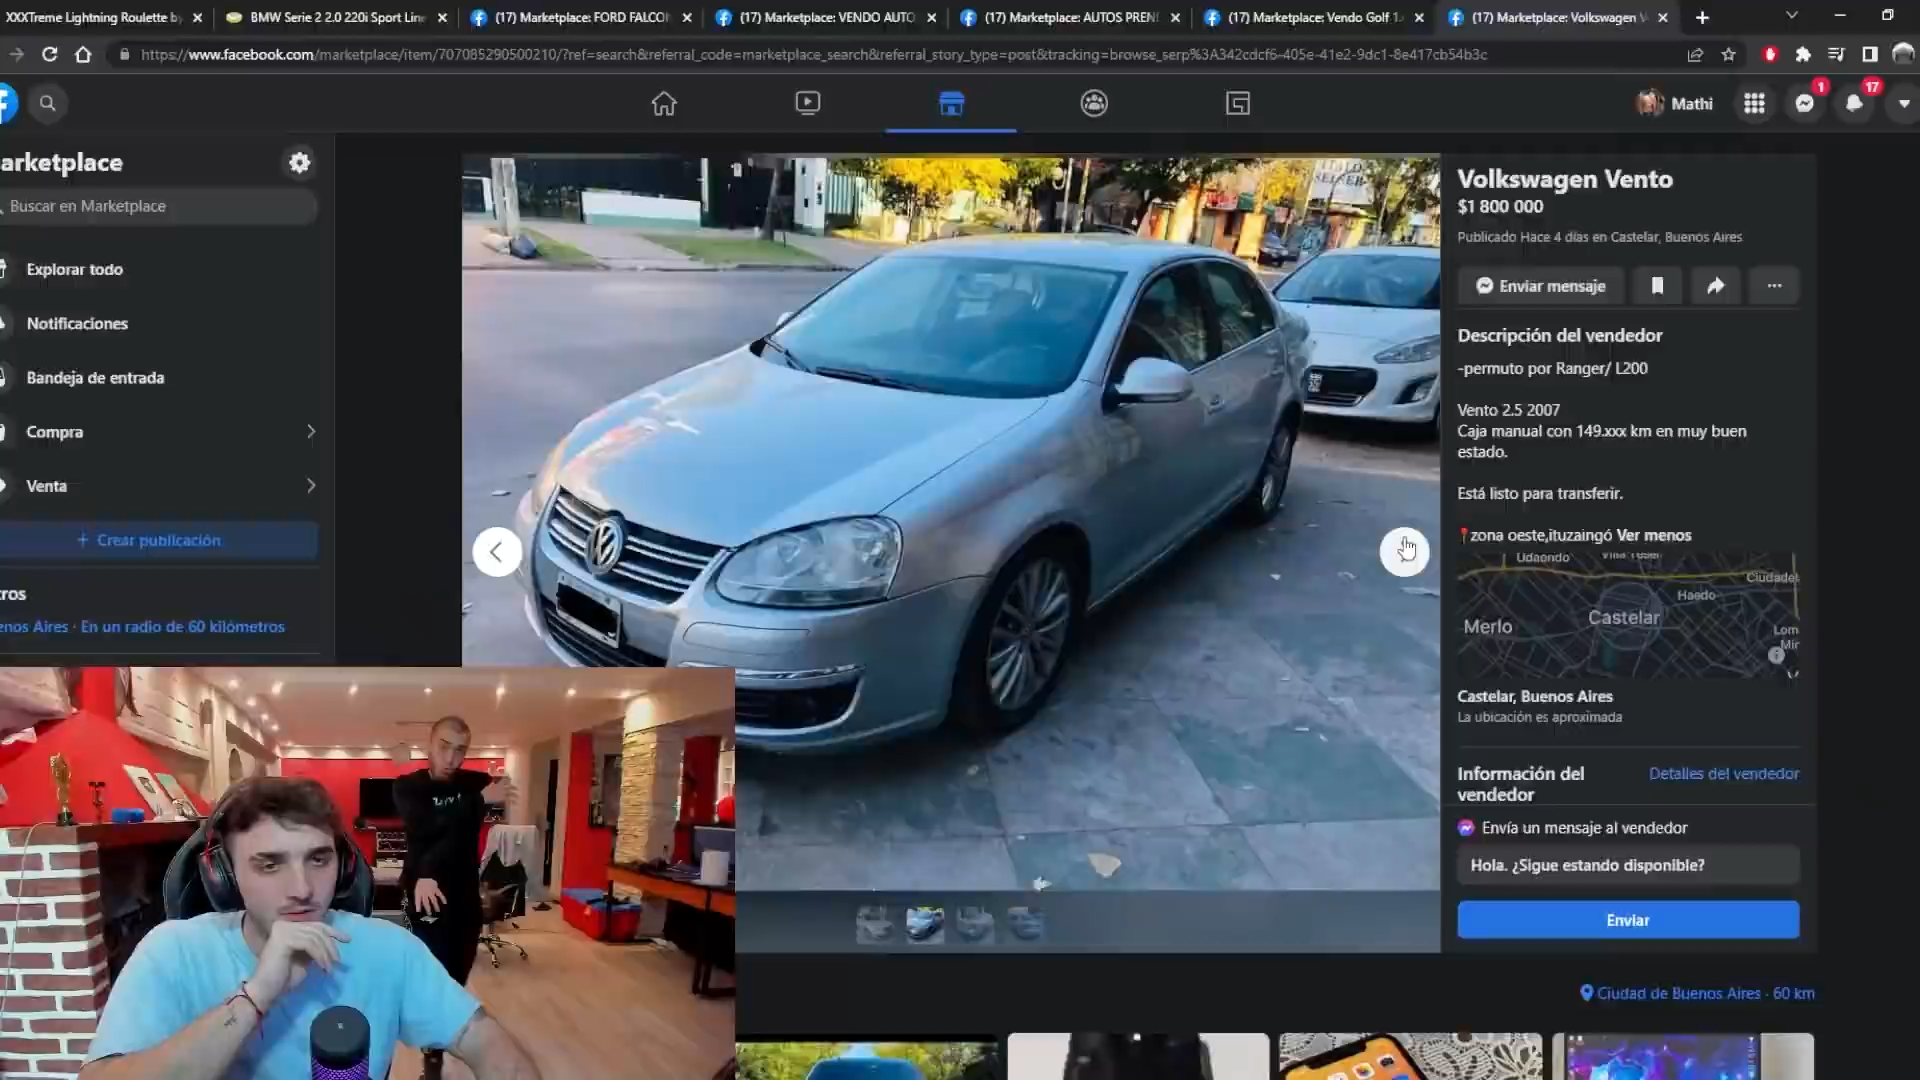 XXXTreme Lightning Roulette by
BMW Serie 2 2.0 220i Sport Line
(17) Marketplace: FORD FALCO
(17) Marketplace: VENDO AUTO
(17) Marketplace: AUTOS PREN
(17) Marketplace: Vendo Golf 1.
(17) Marketplace: Volkswagen V
https://www.facebook.com/marketplace/item/707085290500210/?ref=search&referral_code=marketplace_search&referral_story_type=post&tracking=browse_serp%3A342cdcf6-405e-41e2-9dc1-8e417cb54b3c
Mathi
1
17
arketplace
Buscar en Marketplace
Explorar todo
Notificaciones
Bandeja de entrada
Compra
Venta
+ Crear publicación
ros
enos Aires · En un radio de 60 kilómetros
Volkswagen Vento
$1 800 000
Publicado Hace 4 días en Castelar, Buenos Aires
Enviar mensaje
Descripción del vendedor
-permuto por Ranger/ L200
Vento 2.5 2007
Caja manual con 149.xxx km en muy buen
estado.
Está listo para transferir.
zona oeste,ituzaingó Ver menos
Udaondo
Ciudadel
Haedo
Castelar
Merlo
Lom
Mir
Castelar, Buenos Aires
La ubicación es aproximada
Información del
vendedor
Detalles del vendedor
Envía un mensaje al vendedor
Hola. ¿Sigue estando disponible?
Enviar
Ciudad de Buenos Aires · 60 km